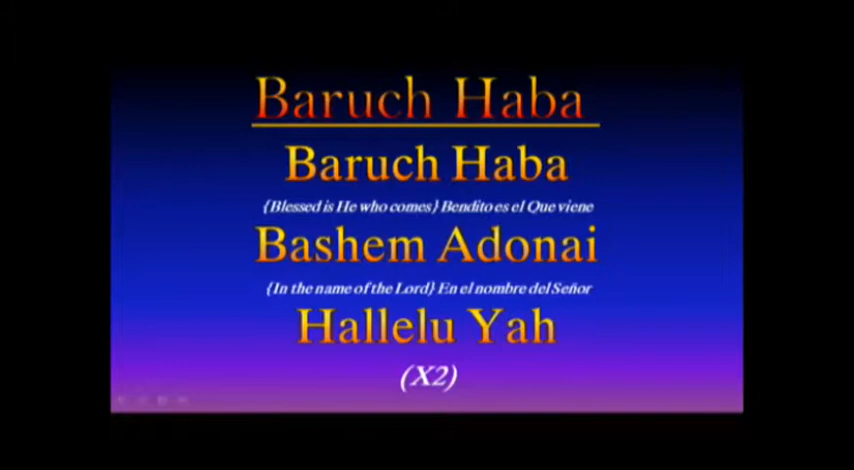 Baruch Haba
Baruch Haba
{Blessed is He who comes} Bendito es el Que viene
Bashem Adonai
{In the name of the Lord} En el nombre del Señor
Hallelu Yah
(X2)